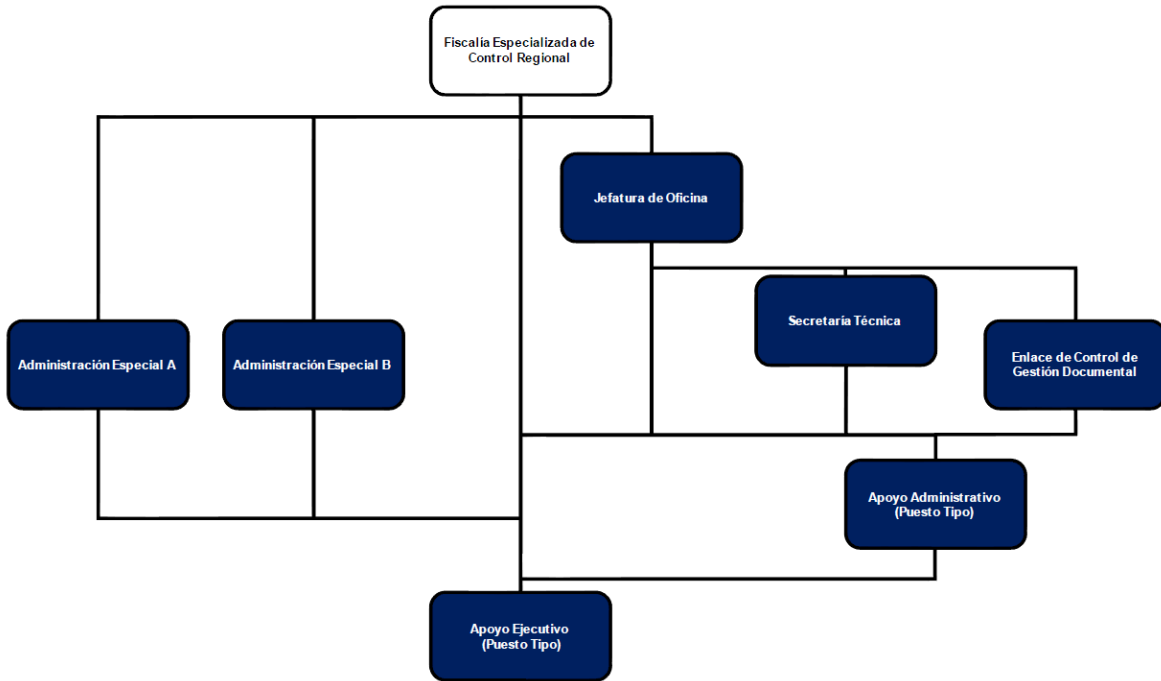 Fiscalía Especializada de
Control Regional
Jefatura de Oficina
Secretaría Técnica
Administración Especial A
Administración Especial B
Enlace de Control de
Gestión Documental
Apoyo Administrativo
(Puesto Tipo)
Apoyo Ejecutivo
(Puesto Tipo)